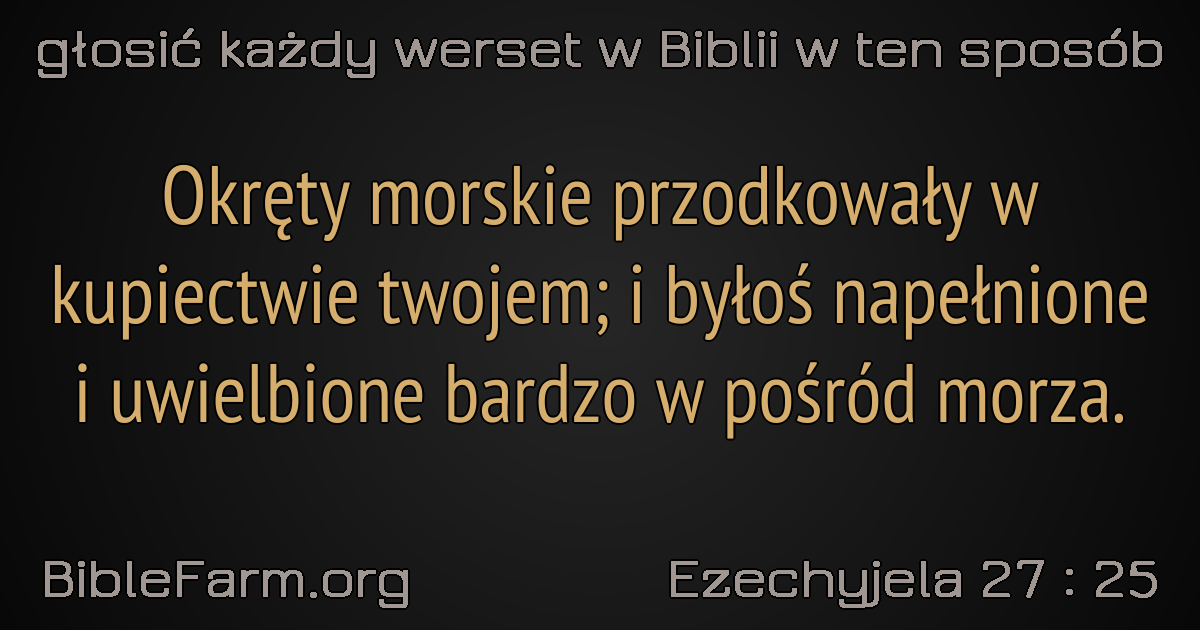 głosić każdy werset w Biblii w ten sposób
Okręty morskie przodkowały w
kupiectwie twojem; i byłoś napełnione
i uwielbione bardzo w pośród morza.
BibleFarm.org
Ezechyjela 27 : 25